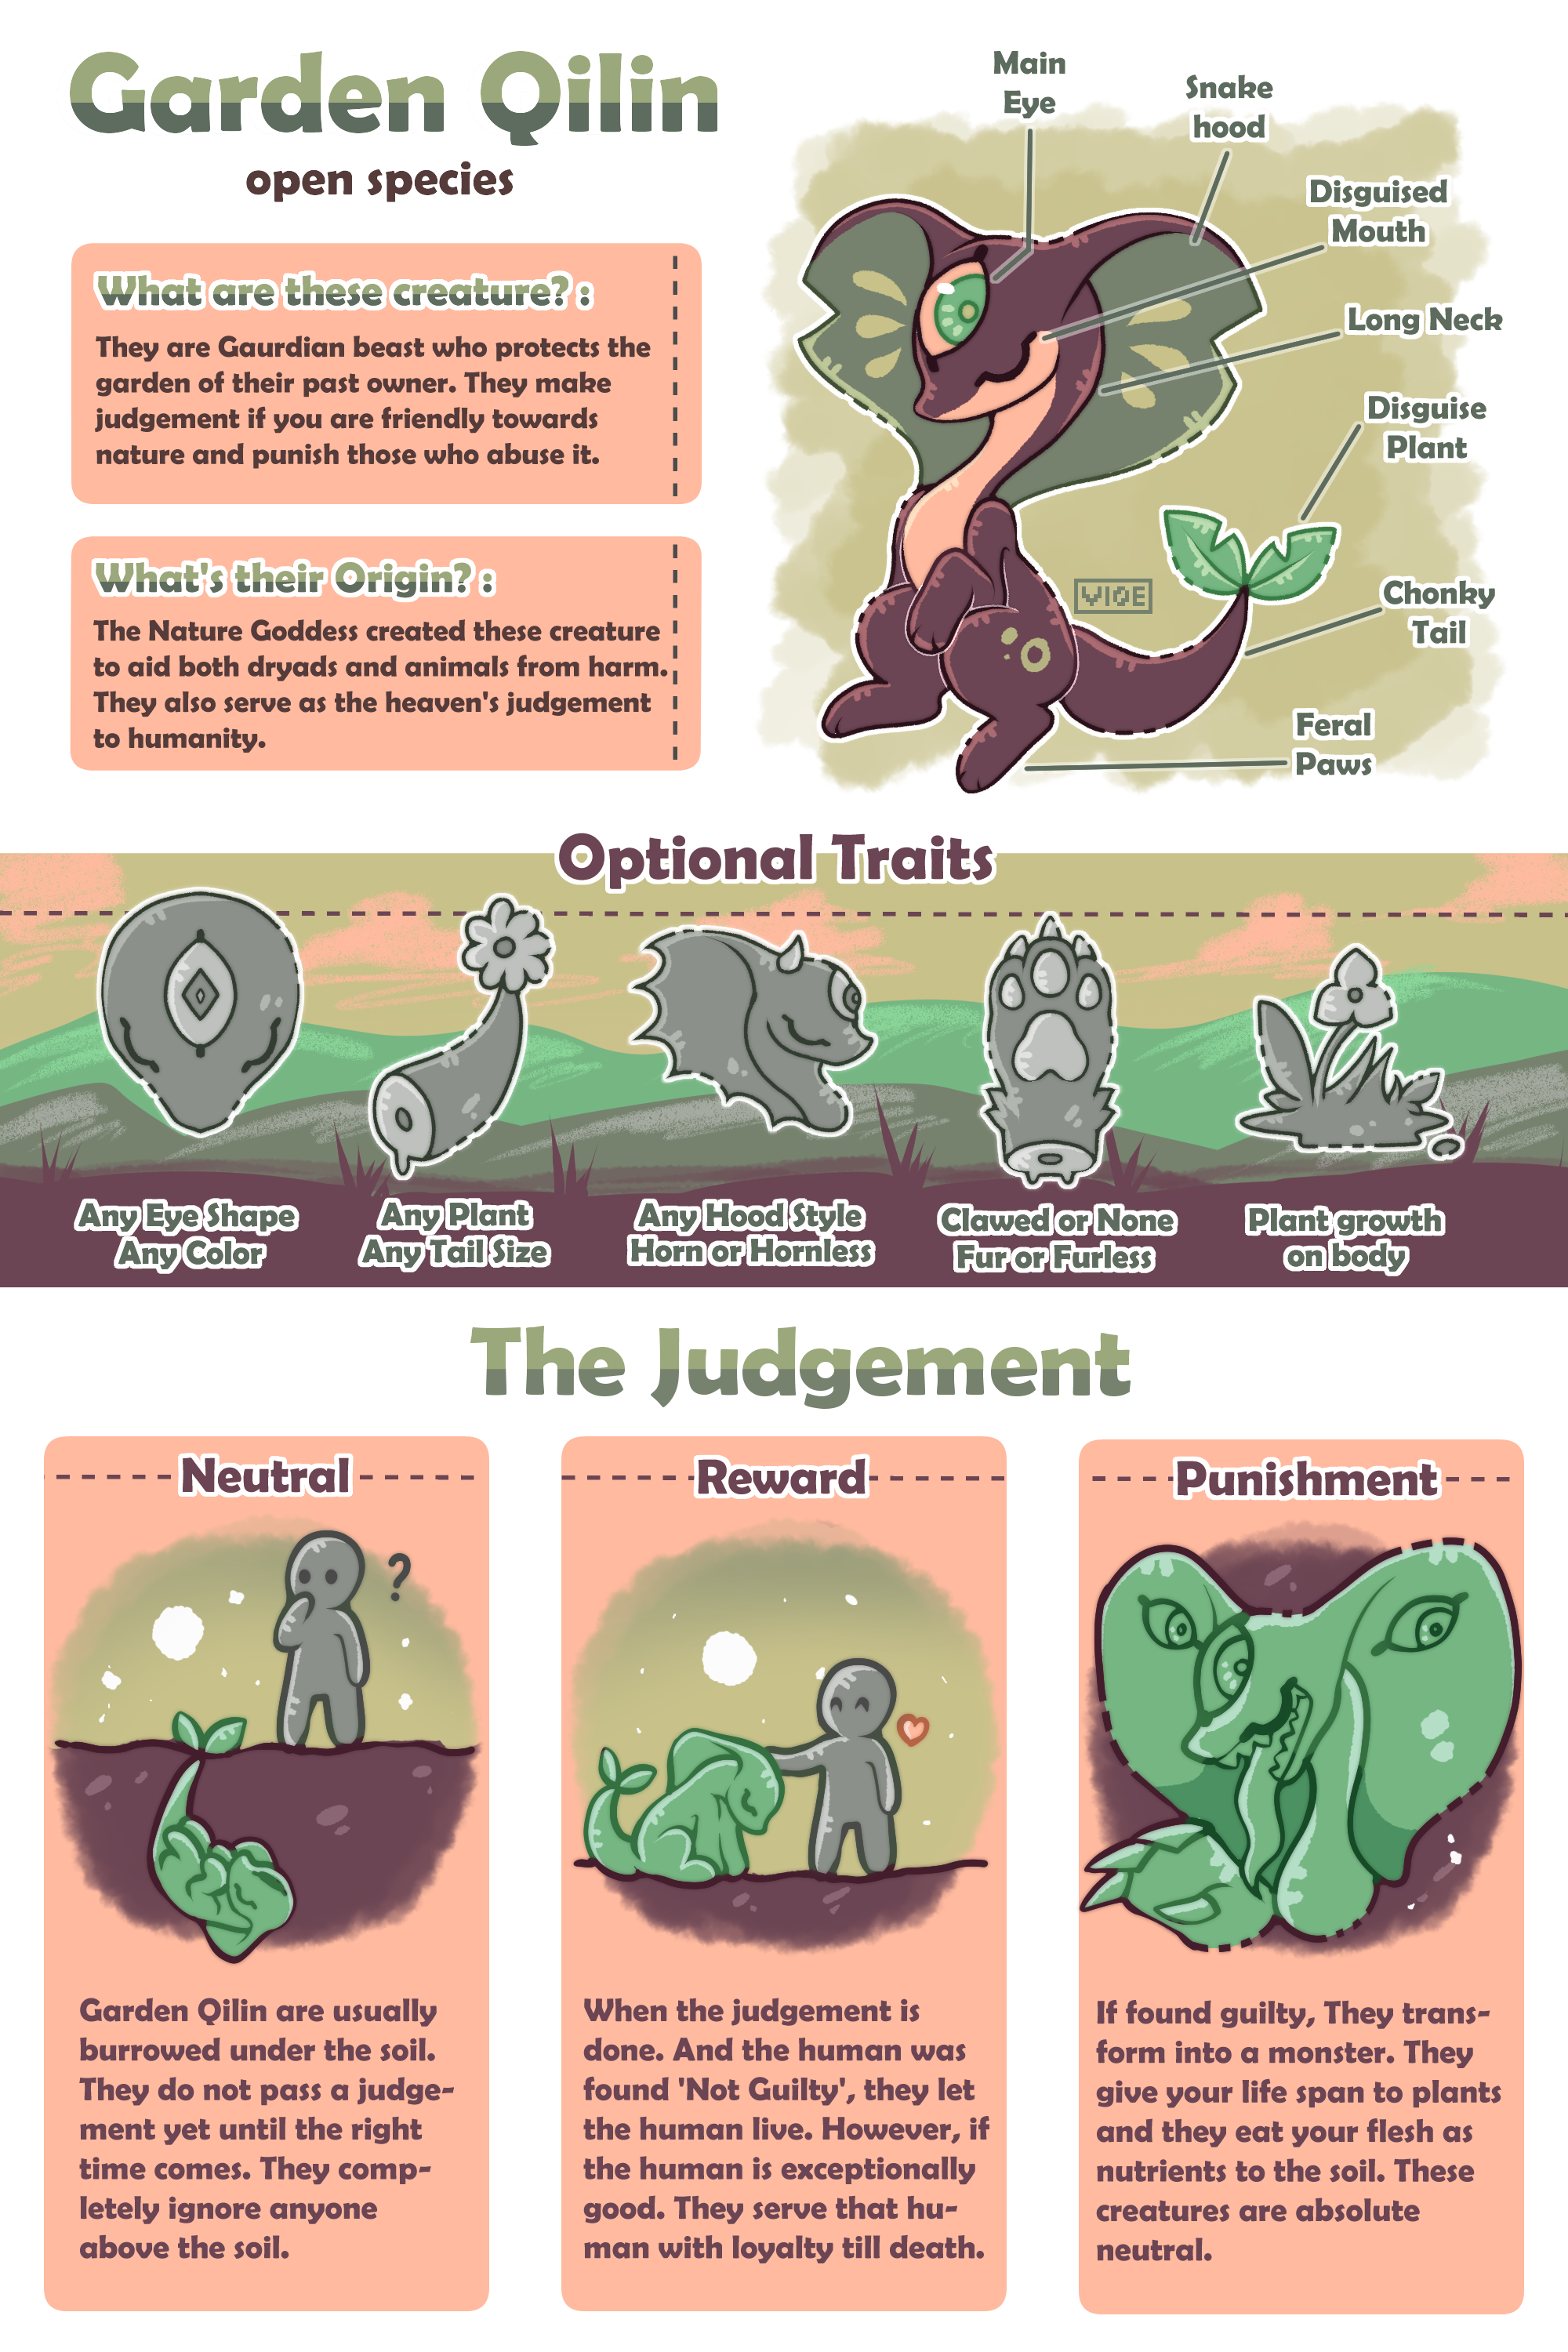 Garden Qilin
open species
What are these creature? :
They are Gaurdian beast who protects the
garden of their past owner. They make
judgement if you are friendly towards
nature and punish those who abuse it.
What's their Origin? :
The Nature Goddess created these creature
to aid both dryads and animals from harm.
They also serve as the heaven's judgement
to humanity.
Main
Eye
Snake
hood
Disguised
Mouth
Long Neck
Disguise
Plant
Chonky
Tail
Feral
Paws
Optional Traits
Any Eye Shape
Any Color
Any Plant
Any Tail Size
Any Hood Style
Horn or Hornless
Clawed or None
Fur or Furless
Plant growth
on body
The Judgement
Neutral
?
Garden Qilin are usually
burrowed under the soil.
They do not pass a judge-
ment yet until the right
time comes. They comp-
letely ignore anyone
above the soil.
Reward
When the judgement is
done. And the human was
found 'Not Guilty', they let
the human live. However, if
the human is exceptionally
good. They serve that hu-
man with loyalty till death.
Punishment
If found guilty, They trans-
form into a monster. They
give your life span to plants
and they eat your flesh as
nutrients to the soil. These
creatures are absolute
neutral.